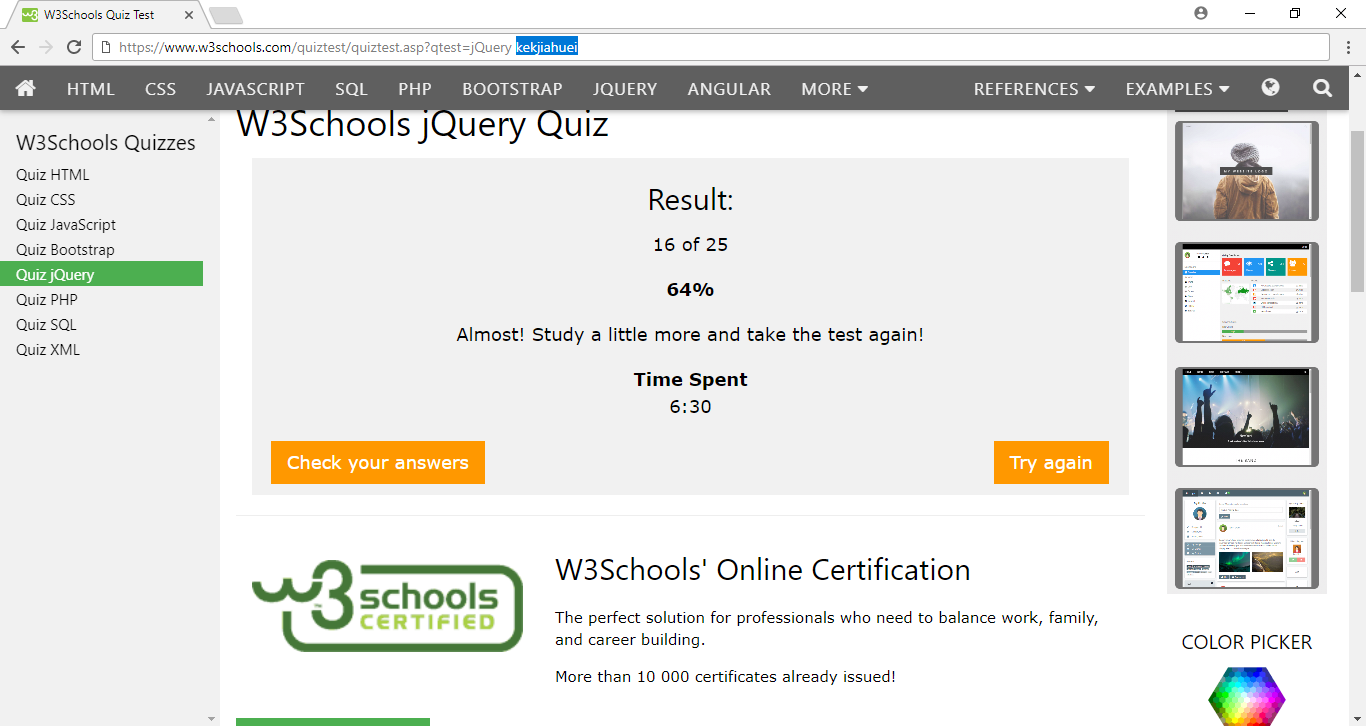 W3Schools Quiz Test
https://www.w3schools.com/quiztest/quiztest.asp?qtest=jQuery kekjiahuei
HTML CSS JAVASCRIPT SQL PHP BOOTSTRAP JQUERY ANGULAR MORE REFERENCES EXAMPLES
W3Schools Quizzes
Quiz HTML
Quiz CSS
Quiz JavaScript
Quiz Bootstrap
Quiz jQuery
Quiz PHP
Quiz SQL
Quiz XML
W3Schools jQuery Quiz
Result:
16 of 25
64%
Almost! Study a little more and take the test again!
Time Spent
6:30
Check your answers
Try again
w3schools
CERTIFIED
W3Schools' Online Certification
The perfect solution for professionals who need to balance work, family,
and career building.
More than 10 000 certificates already issued!
MY WEBSITE LOGO
COLOR PICKER